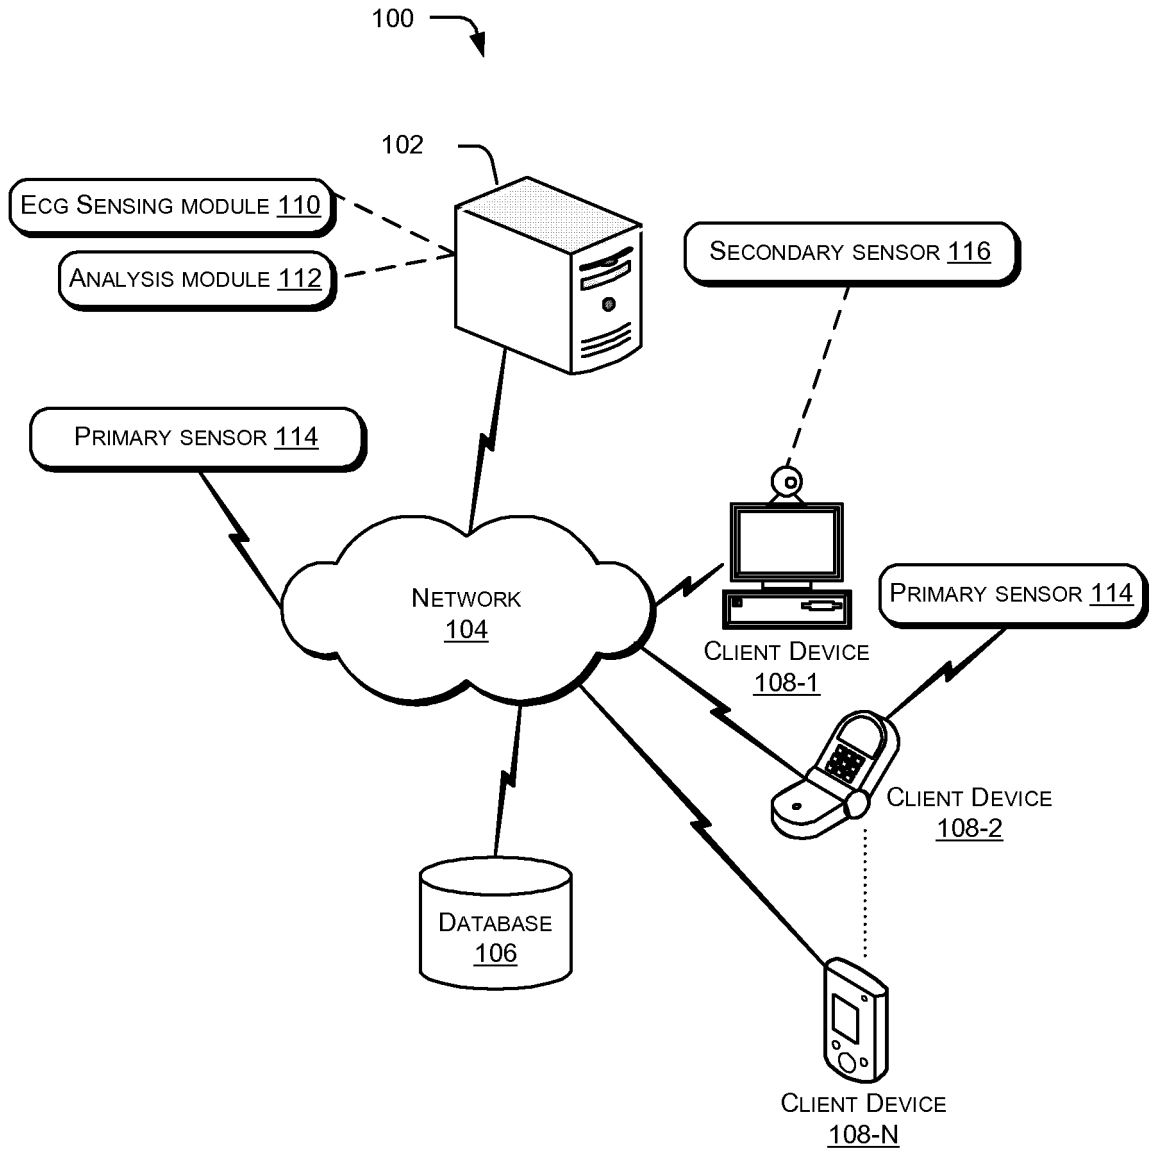 100
102
ECG SENSING MODULE 110
ANALYSIS MODULE 112
SECONDARY SENSOR 116
PRIMARY SENSOR 114
NETWORK
104
PRIMARY SENSOR 114
CLIENT DEVICE
108-1
CLIENT DEVICE
108-2
DATABASE
106
CLIENT DEVICE
108-N